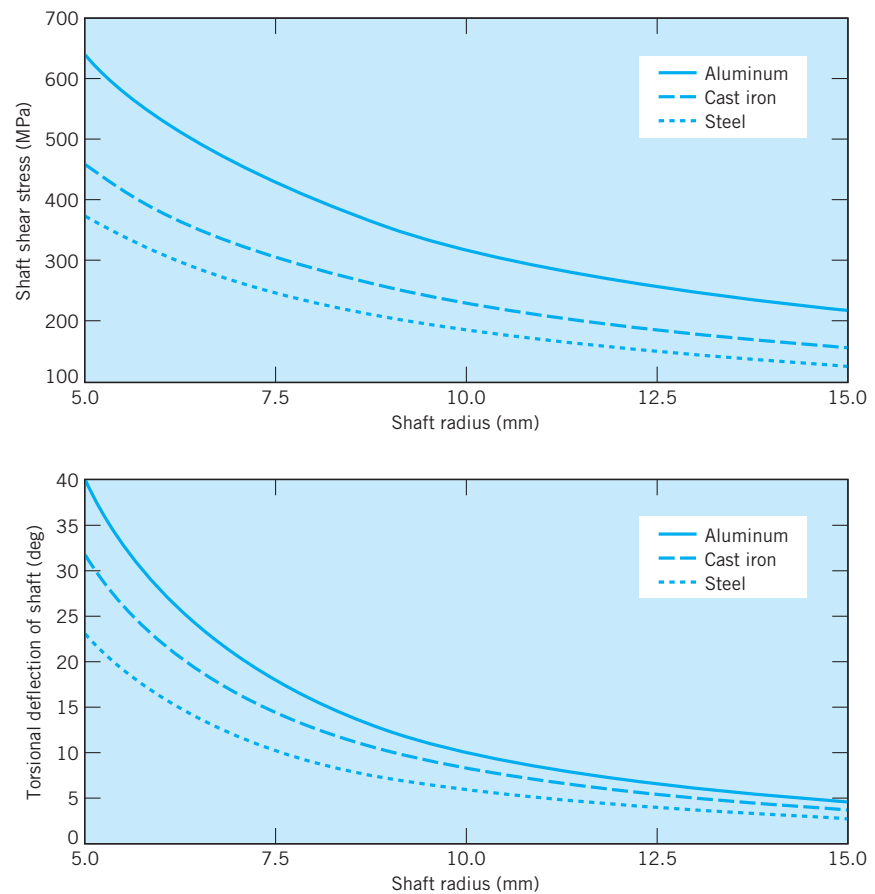 700
600
500
400
300
200
100
Shaft shear stress (MPa)
Aluminum
Cast iron
Steel
5.0 7.5 10.0 12.5 15.0
Shaft radius (mm)
40
35
30
25
20
15
10
5
0
Torsional deflection of shaft (deg)
Aluminum
Cast iron
Steel
5.0 7.5 10.0 12.5 15.0
Shaft radius (mm)